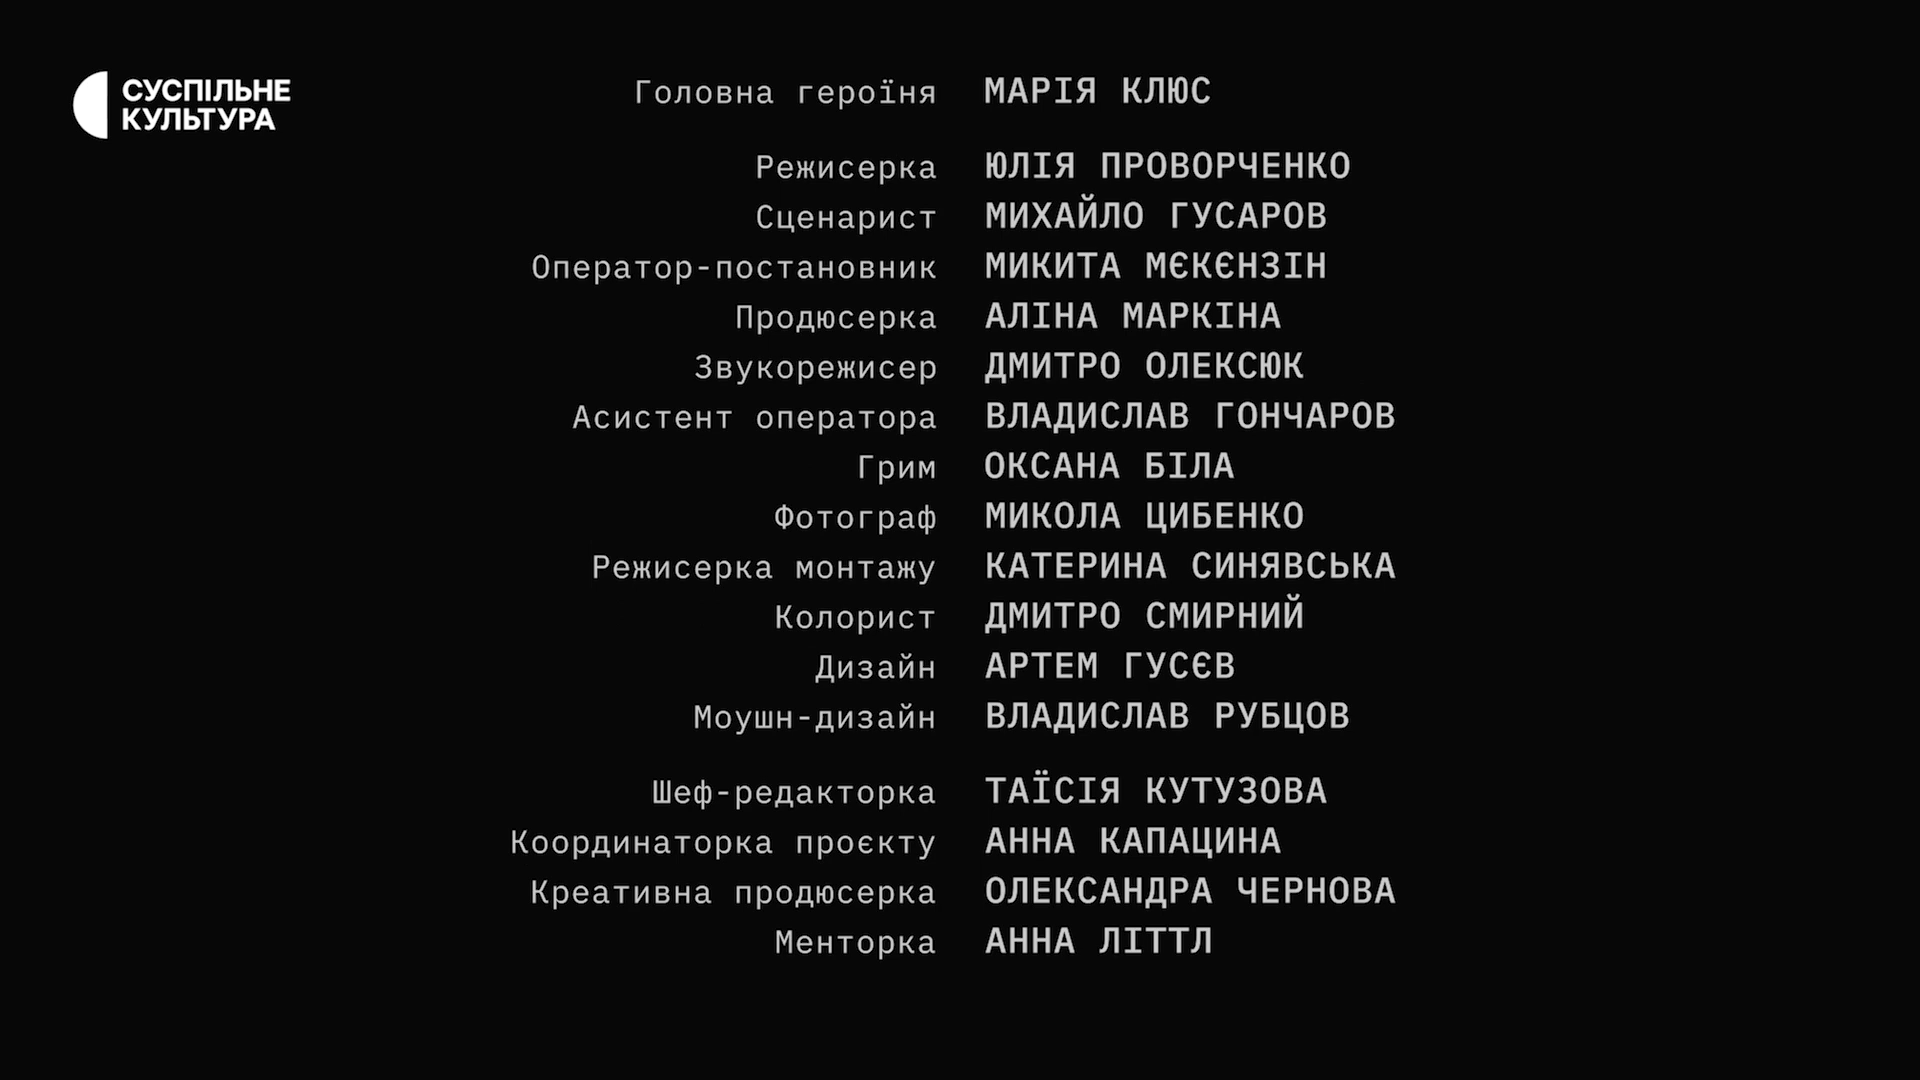 СУСПІЛЬНЕ
КУЛЬТУРА
Головна героїня МАРІЯ КЛЮС
Режисерка ЮЛІЯ ПРОВОРЧЕНКО
Сценарист МИХАЙЛО ГУСАРОВ
Оператор-постановник МИКИТА МЄКЄНЗІН
Продюсерка АЛІНА МАРКІНА
Звукорежисер ДМИТРО ОЛЕКСЮК
Асистент оператора ВЛАДИСЛАВ ГОНЧАРОВ
Грим ОКСАНА БІЛА
Фотограф МИКОЛА ЦИБЕНКО
Режисерка монтажу КАТЕРИНА СИНЯВСЬКА
Колорист ДМИТРО СМИРНИЙ
Дизайн АРТЕМ ГУСЄВ
Моушн-дизайн ВЛАДИСЛАВ РУБЦОВ
Шеф-редакторка ТАЇСІЯ КУТУЗОВА
Координаторка проєкту АННА КАПАЦИНА
Креативна продюсерка ОЛЕКСАНДРА ЧЕРНОВА
Менторка АННА ЛІТТЛ